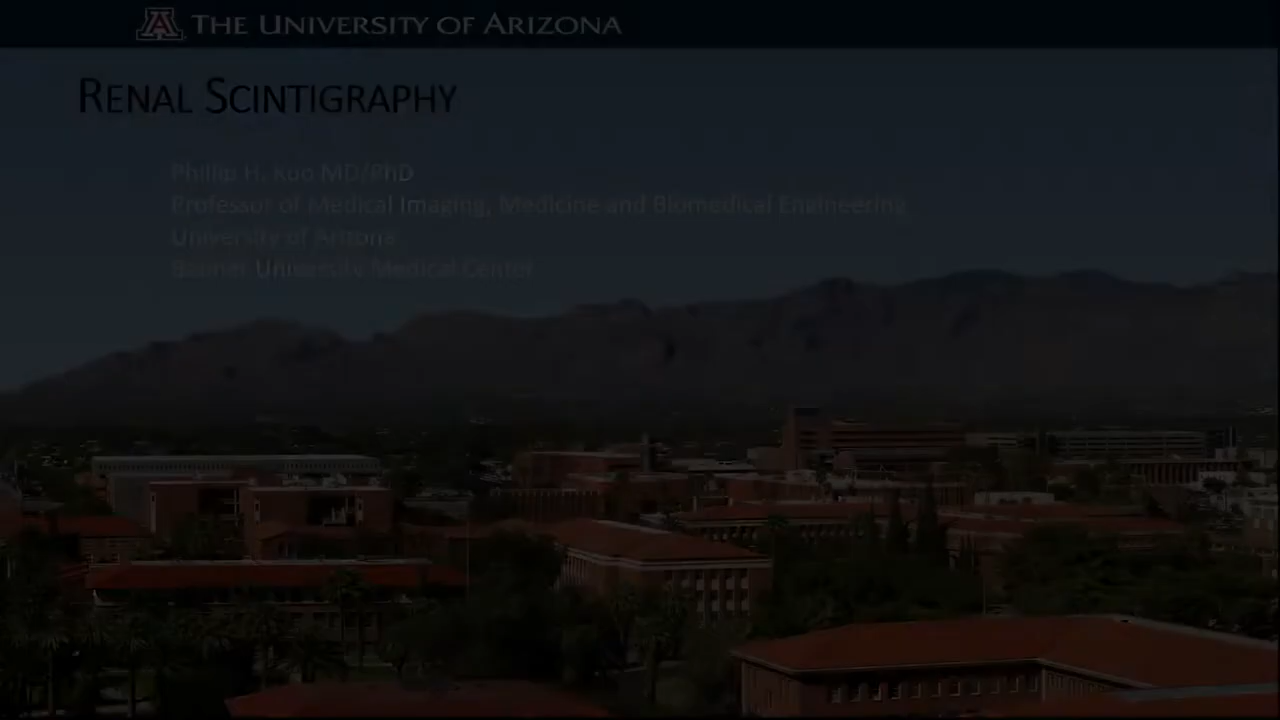 THE UNIVERSITY OF ARIZONA
RENAL SCINTIGRAPHY
Phillip H. Kuo MD/PhD
Professor of Medical Imaging, Medicine and Biomedical Engineering
University of Arizona
Banner University Medical Center